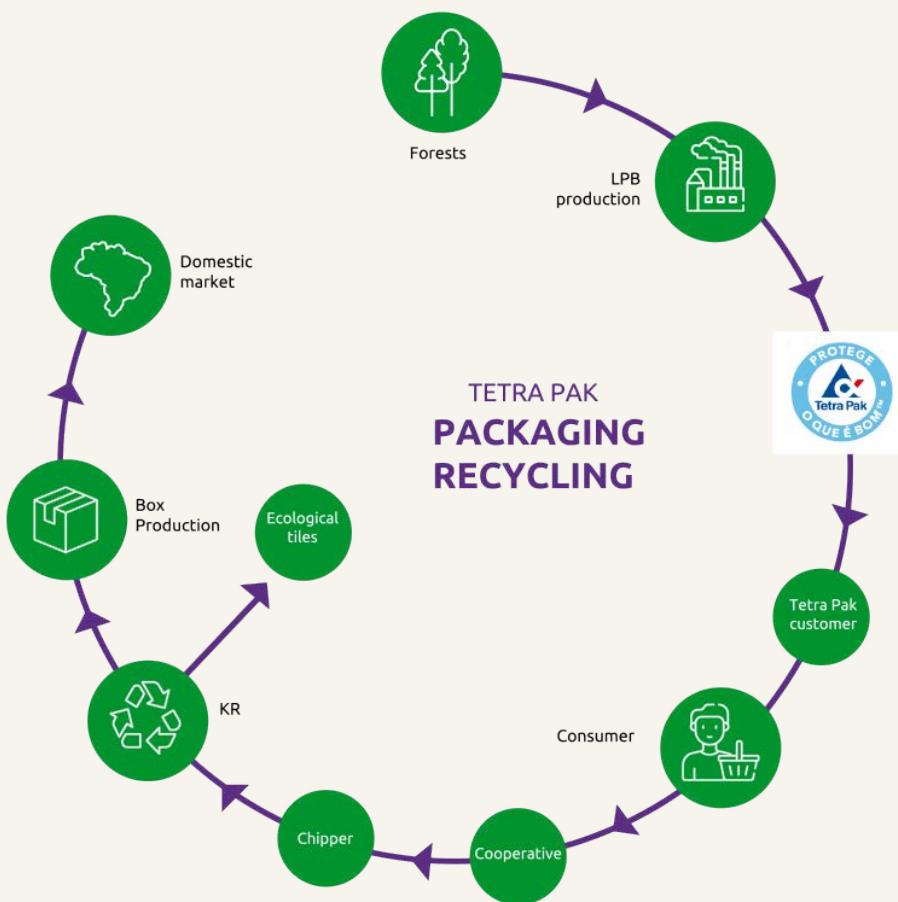 Forests
LPB
production
PROTEGE
Tetra Pak
O QUE É BOM™
Domestic
market
TETRA PAK
PACKAGING
RECYCLING
Box
Production
Ecological
tiles
Tetra Pak
customer
KR
Consumer
Chipper
Cooperative